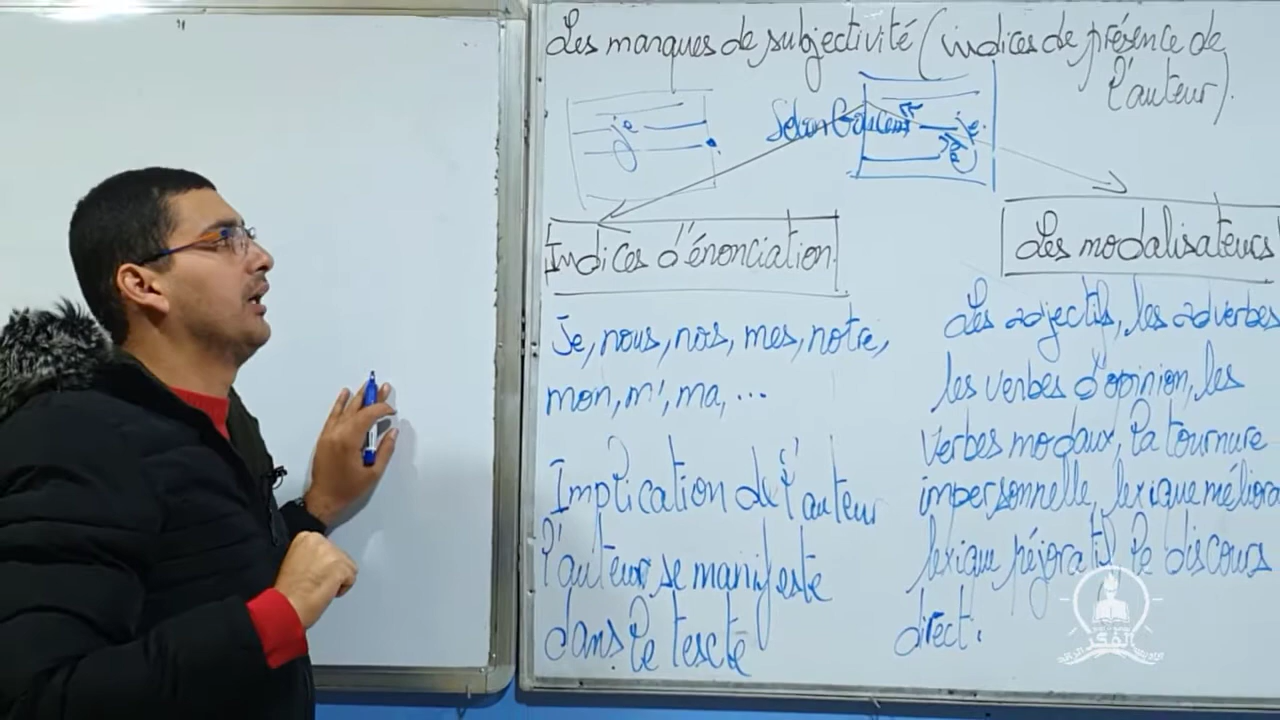 Les marques de subjectivité (indices de présence de
l'auteur).
je
Selon
je
Indices d'énonciation
Les modalisateurs
Je, nous, nos, mes, notre,
mon, m', ma, ...
Implication de l'auteur
l'auteur se manifeste
dans le texte
Les adjectifs, les adverbes
les verbes d'opinion, les
verbes modaux, la tournure
impersonnelle, lexique méliora
lexique péjoratif, le discours
direct.
الفكر